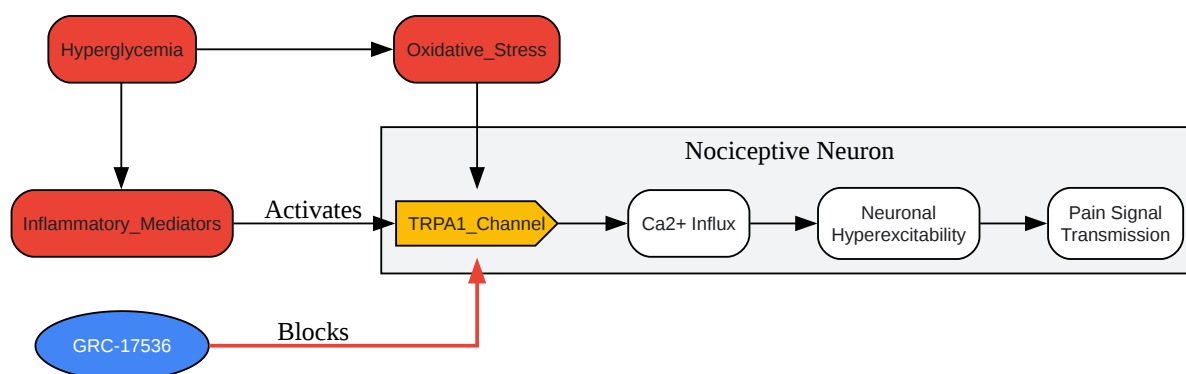 Hyperglycemia
Oxidative_Stress
Nociceptive Neuron
Inflammatory_Mediators
Activates
TRPA1_Channel
Ca2+ Influx
Neuronal
Hyperexcitability
Pain Signal
Transmission
GRC-17536
Blocks